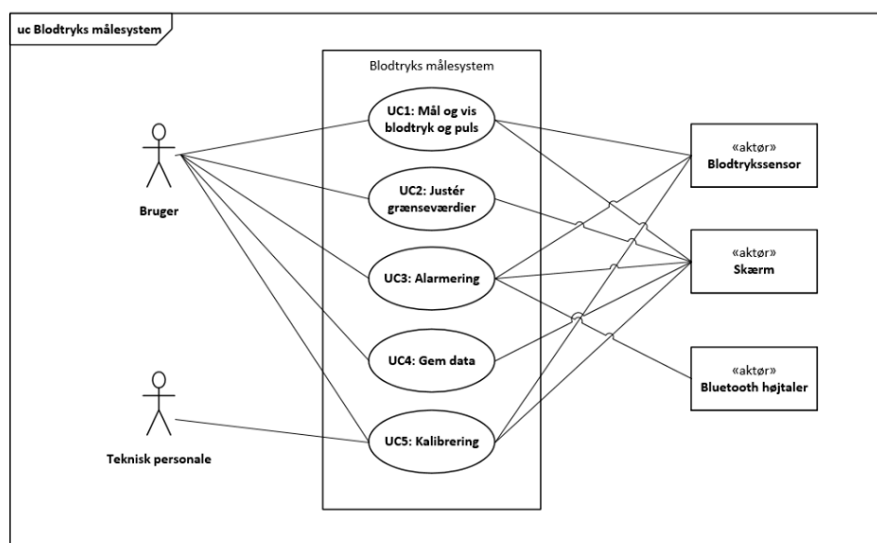 uc Blodtryks målesystem
Blodtryks målesystem
UC1: Mål og vis
blodtryk og puls
UC2: Justér
grænseværdier
UC3: Alarmering
UC4: Gem data
UC5: Kalibrering
Bruger
Teknisk personale
«aktør»
Blodtrykssensor
«aktør»
Skærm
«aktør»
Bluetooth højtaler